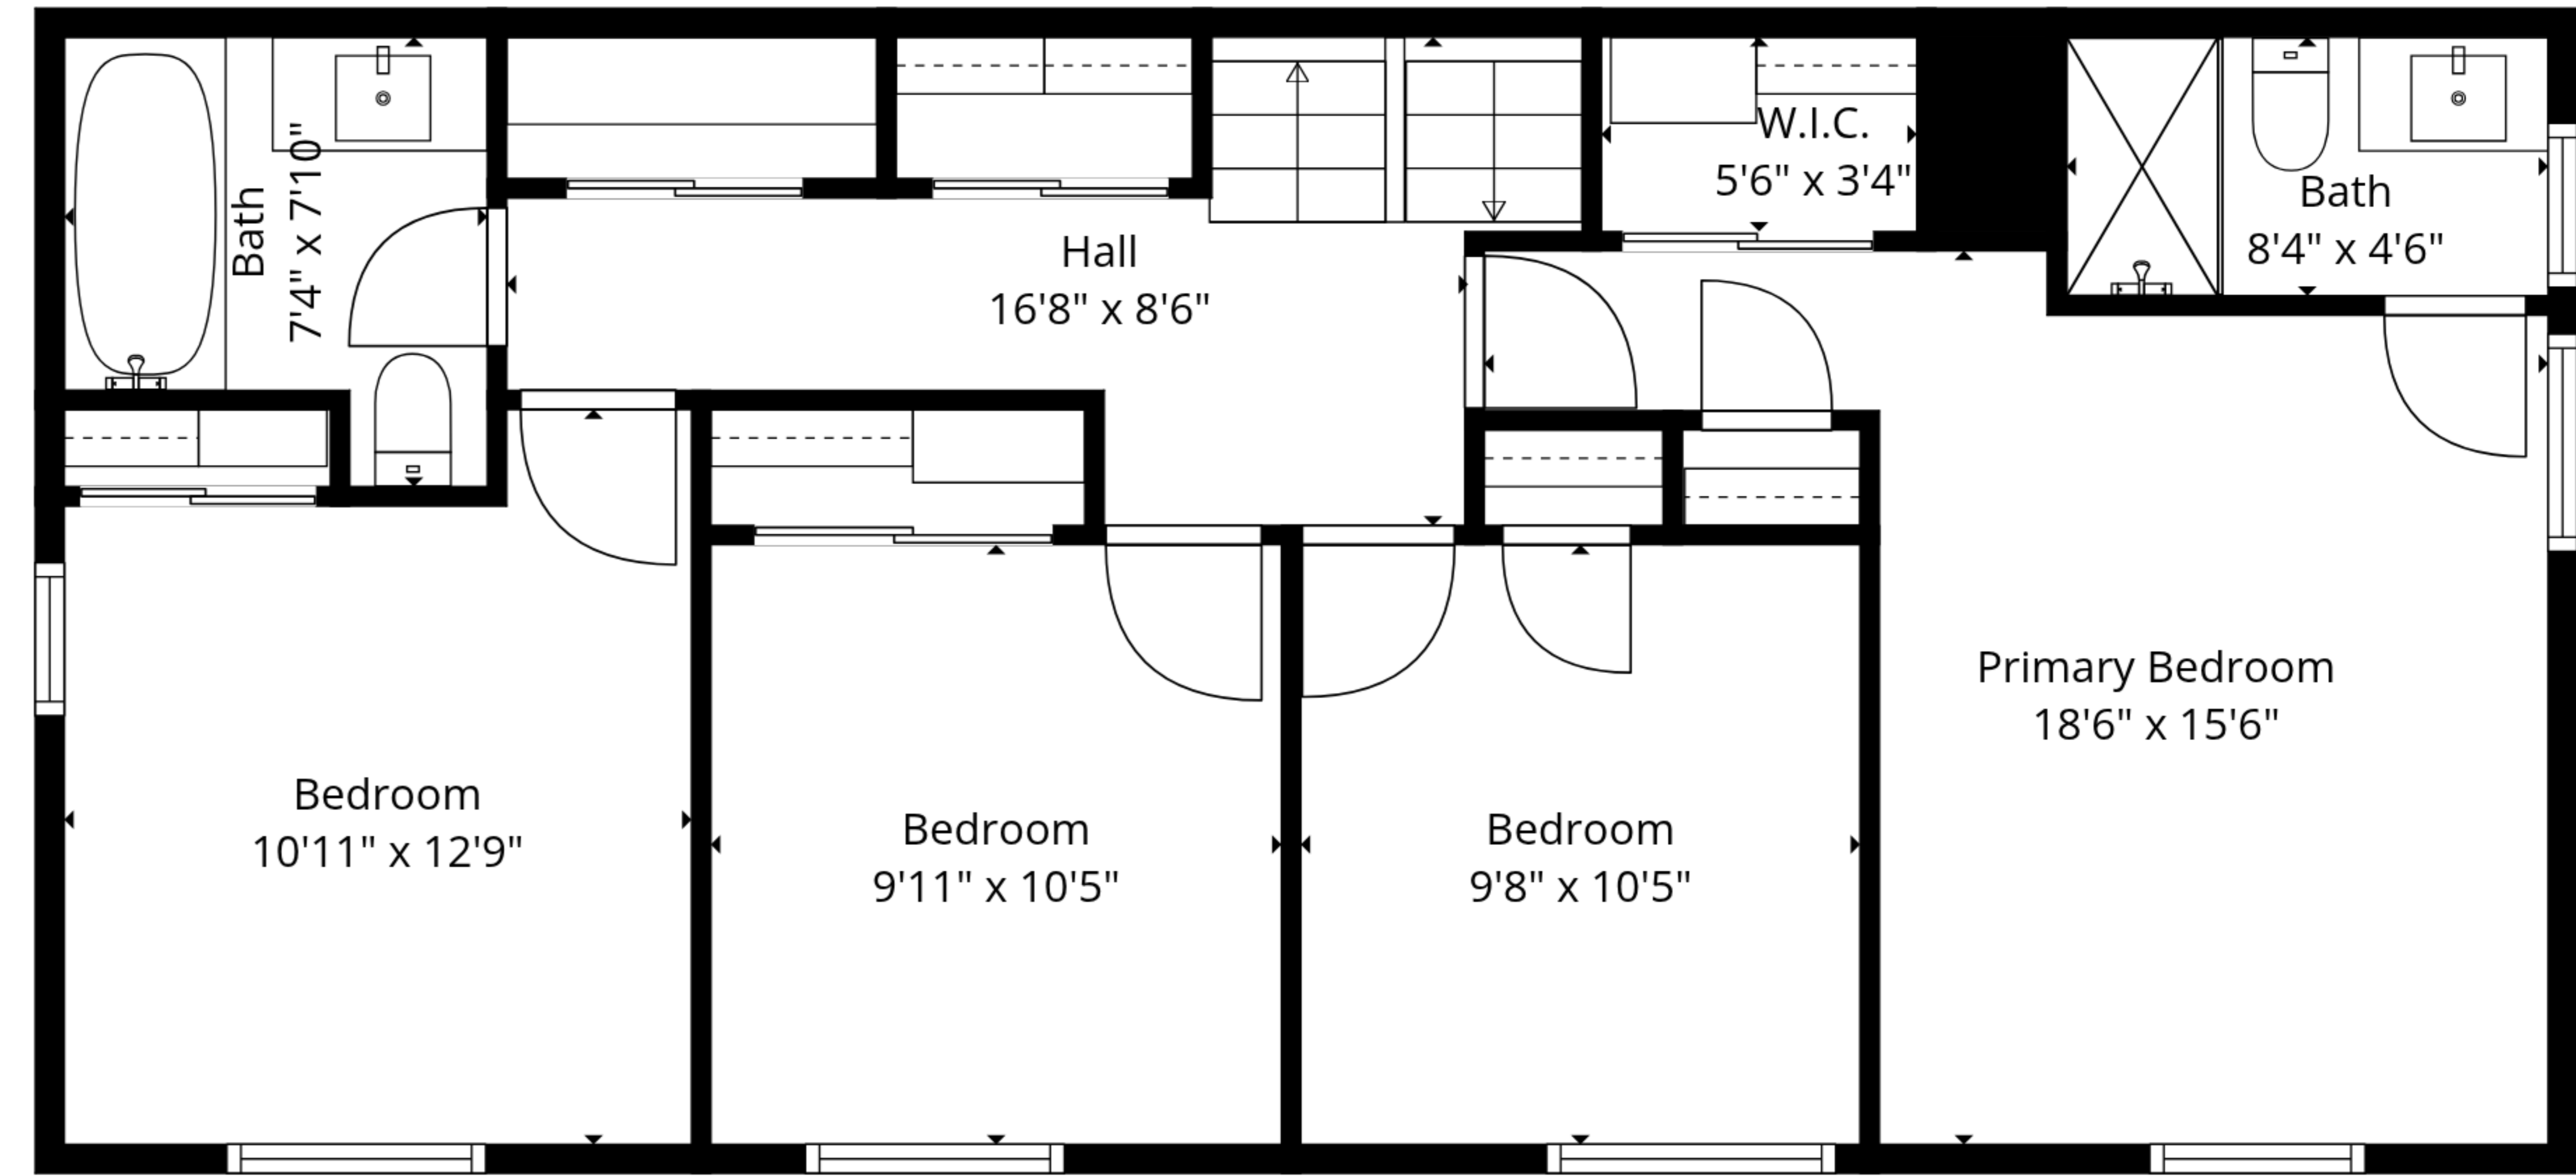 Bath
7'4" x 7'10"
Hall
16'8" x 8'6"
W.I.C.
5'6" x 3'4"
Bath
8'4" x 4'6"
Bedroom
10'11" x 12'9"
Bedroom
9'11" x 10'5"
Bedroom
9'8" x 10'5"
Primary Bedroom
18'6" x 15'6"